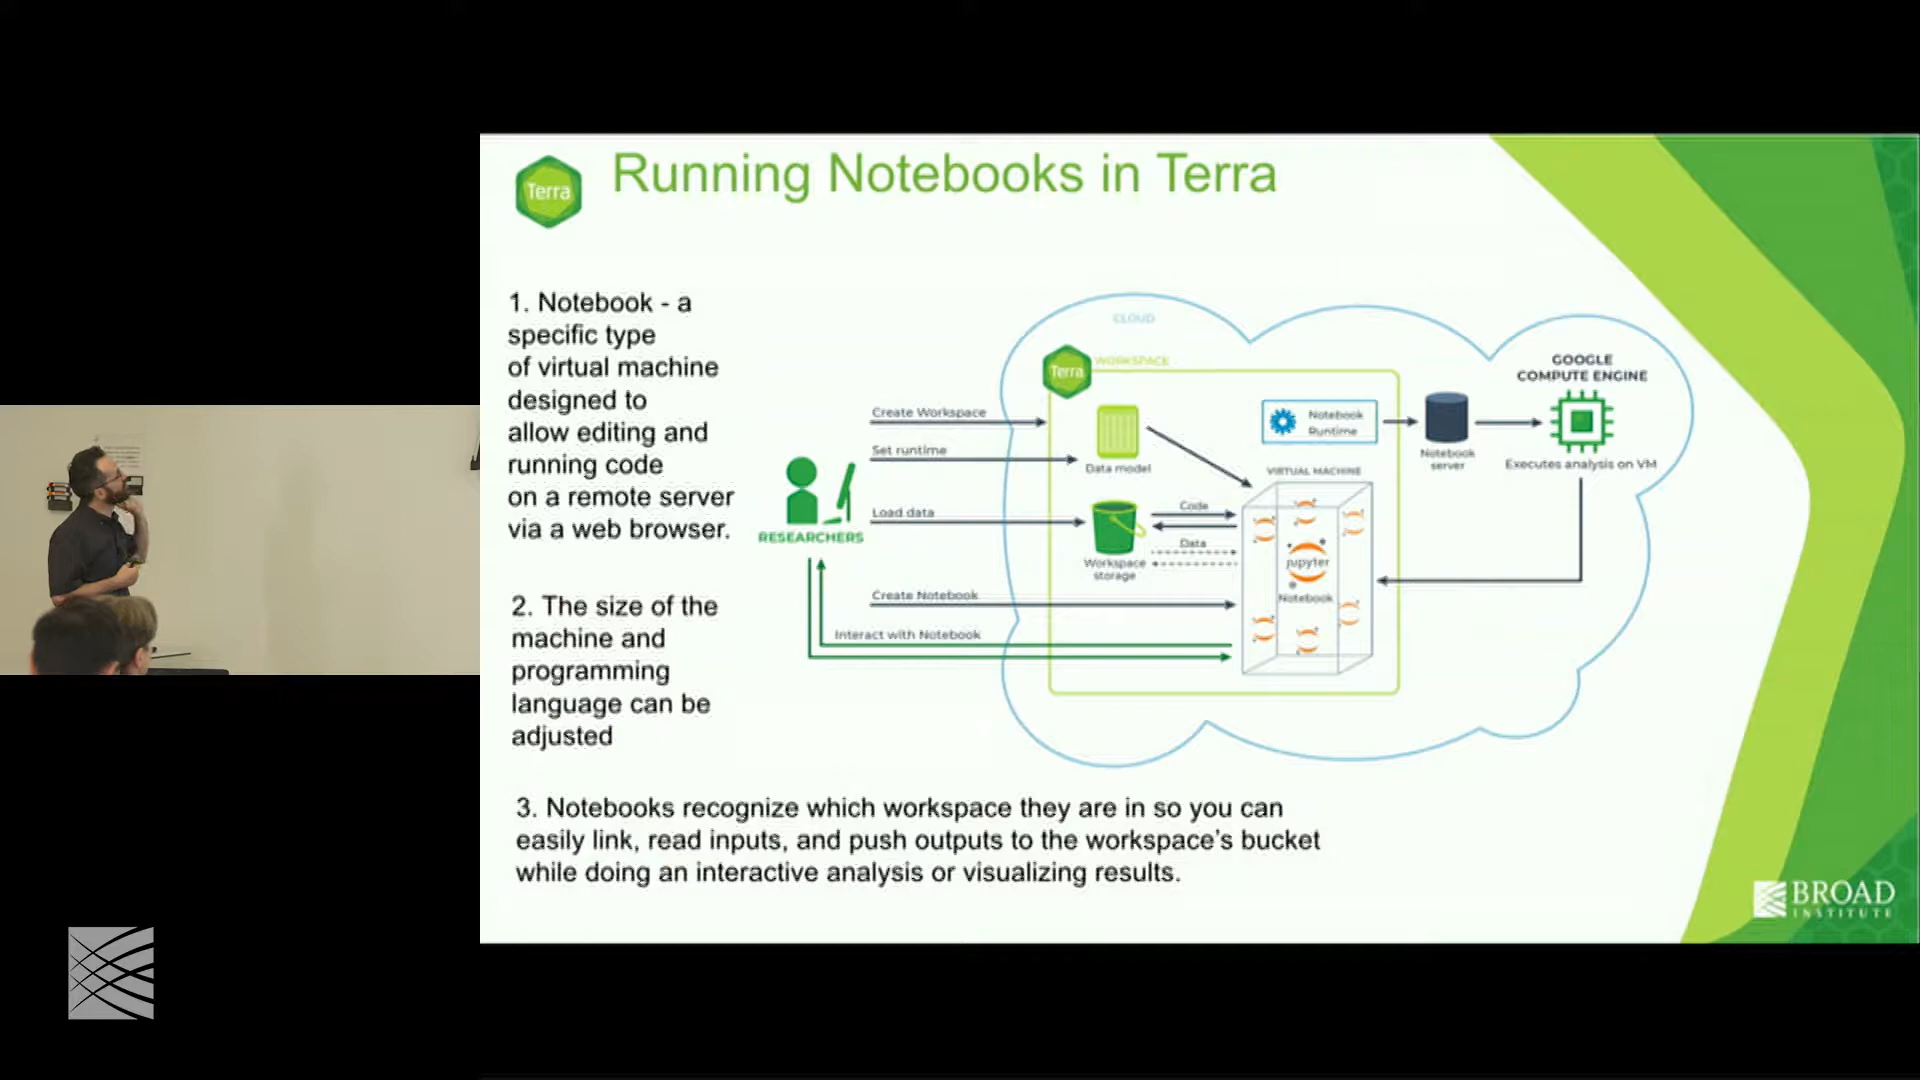 Terra
Running Notebooks in Terra
1. Notebook - a
specific type
of virtual machine
designed to
allow editing and
running code
on a remote server
via a web browser.
2. The size of the
machine and
programming
language can be
adjusted
RESEARCHERS
Create Workspace
Set runtime
Load data
Create Notebook
Interact with Notebook
CLOUD
Terra
WORKSPACE
Data model
Workspace
storage
Code
Data
Notebook
Runtime
VIRTUAL MACHINE
jupyter
Notebook
Notebook
server
GOOGLE
COMPUTE ENGINE
Executes analysis on VM
3. Notebooks recognize which workspace they are in so you can
easily link, read inputs, and push outputs to the workspace's bucket
while doing an interactive analysis or visualizing results.
BROAD
INSTITUTE